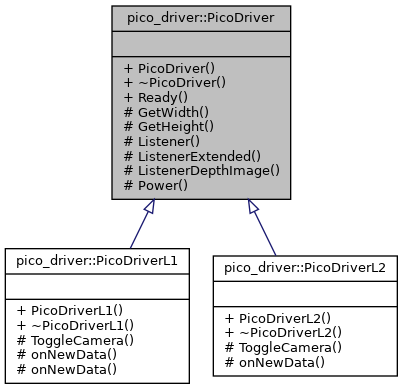 pico_driver::PicoDriver
+ PicoDriver()
+ ~PicoDriver()
+ Ready()
# GetWidth()
# GetHeight()
# Listener()
# ListenerExtended()
# ListenerDepthImage()
# Power()
pico_driver::PicoDriverL1
+ PicoDriverL1()
+ ~PicoDriverL1()
# ToggleCamera()
# onNewData()
# onNewData()
pico_driver::PicoDriverL2
+ PicoDriverL2()
+ ~PicoDriverL2()
# ToggleCamera()
# onNewData()